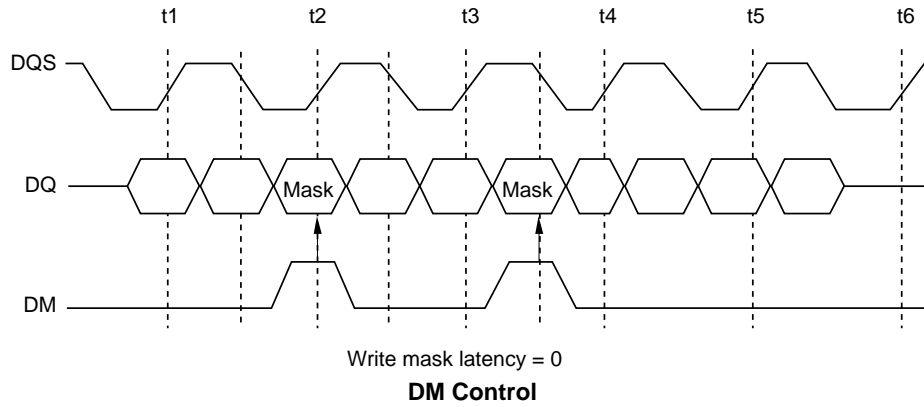 t1 t2 t3 t4 t5 t6
DQS
DQ Mask Mask
DM
Write mask latency = 0
DM Control